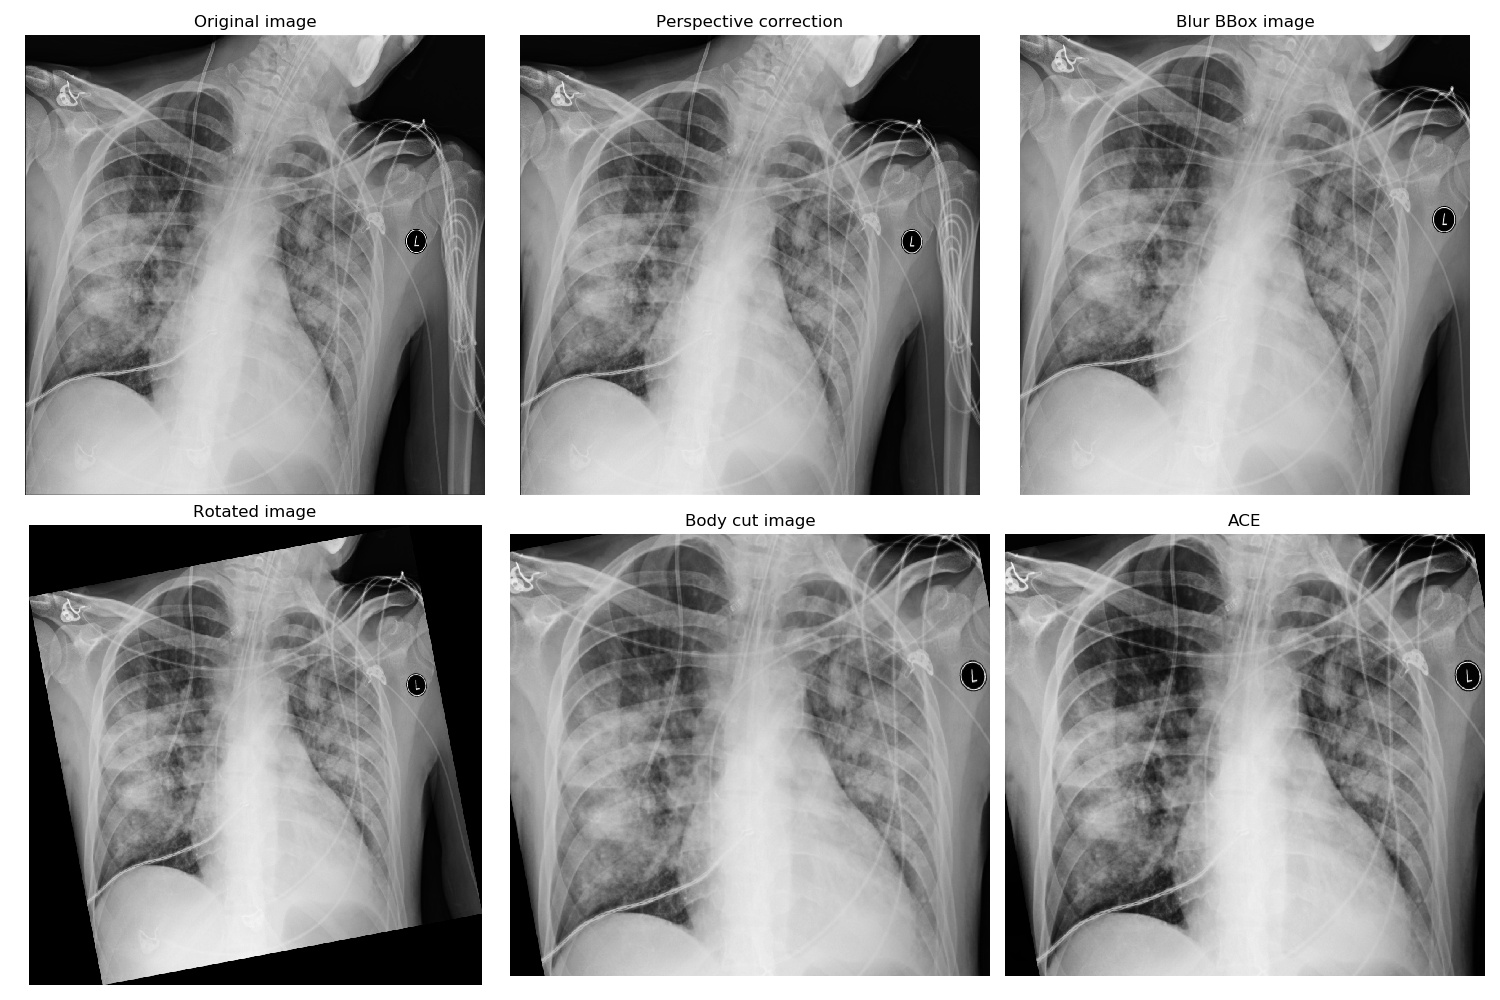 Original image
Perspective correction
Blur BBox image
L
L
L
Rotated image
Body cut image
ACE
L
L
L